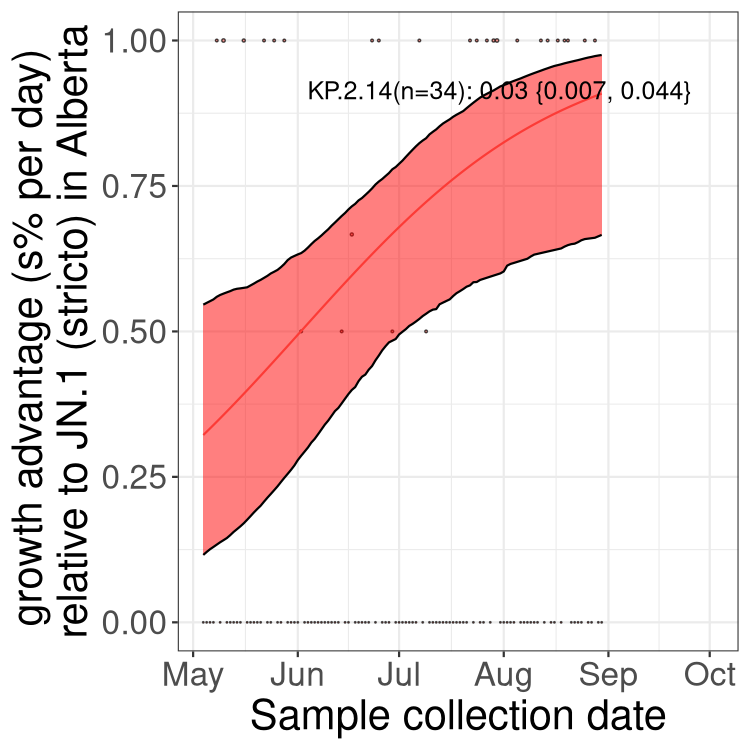 growth advantage (s% per day)
relative to JN.1 (stricto) in Alberta
1.00
0.75
0.50
0.25
0.00
KP.2.14(n=34): 0.03 {0.007, 0.044}
May Jun Jul Aug Sep Oct
Sample collection date